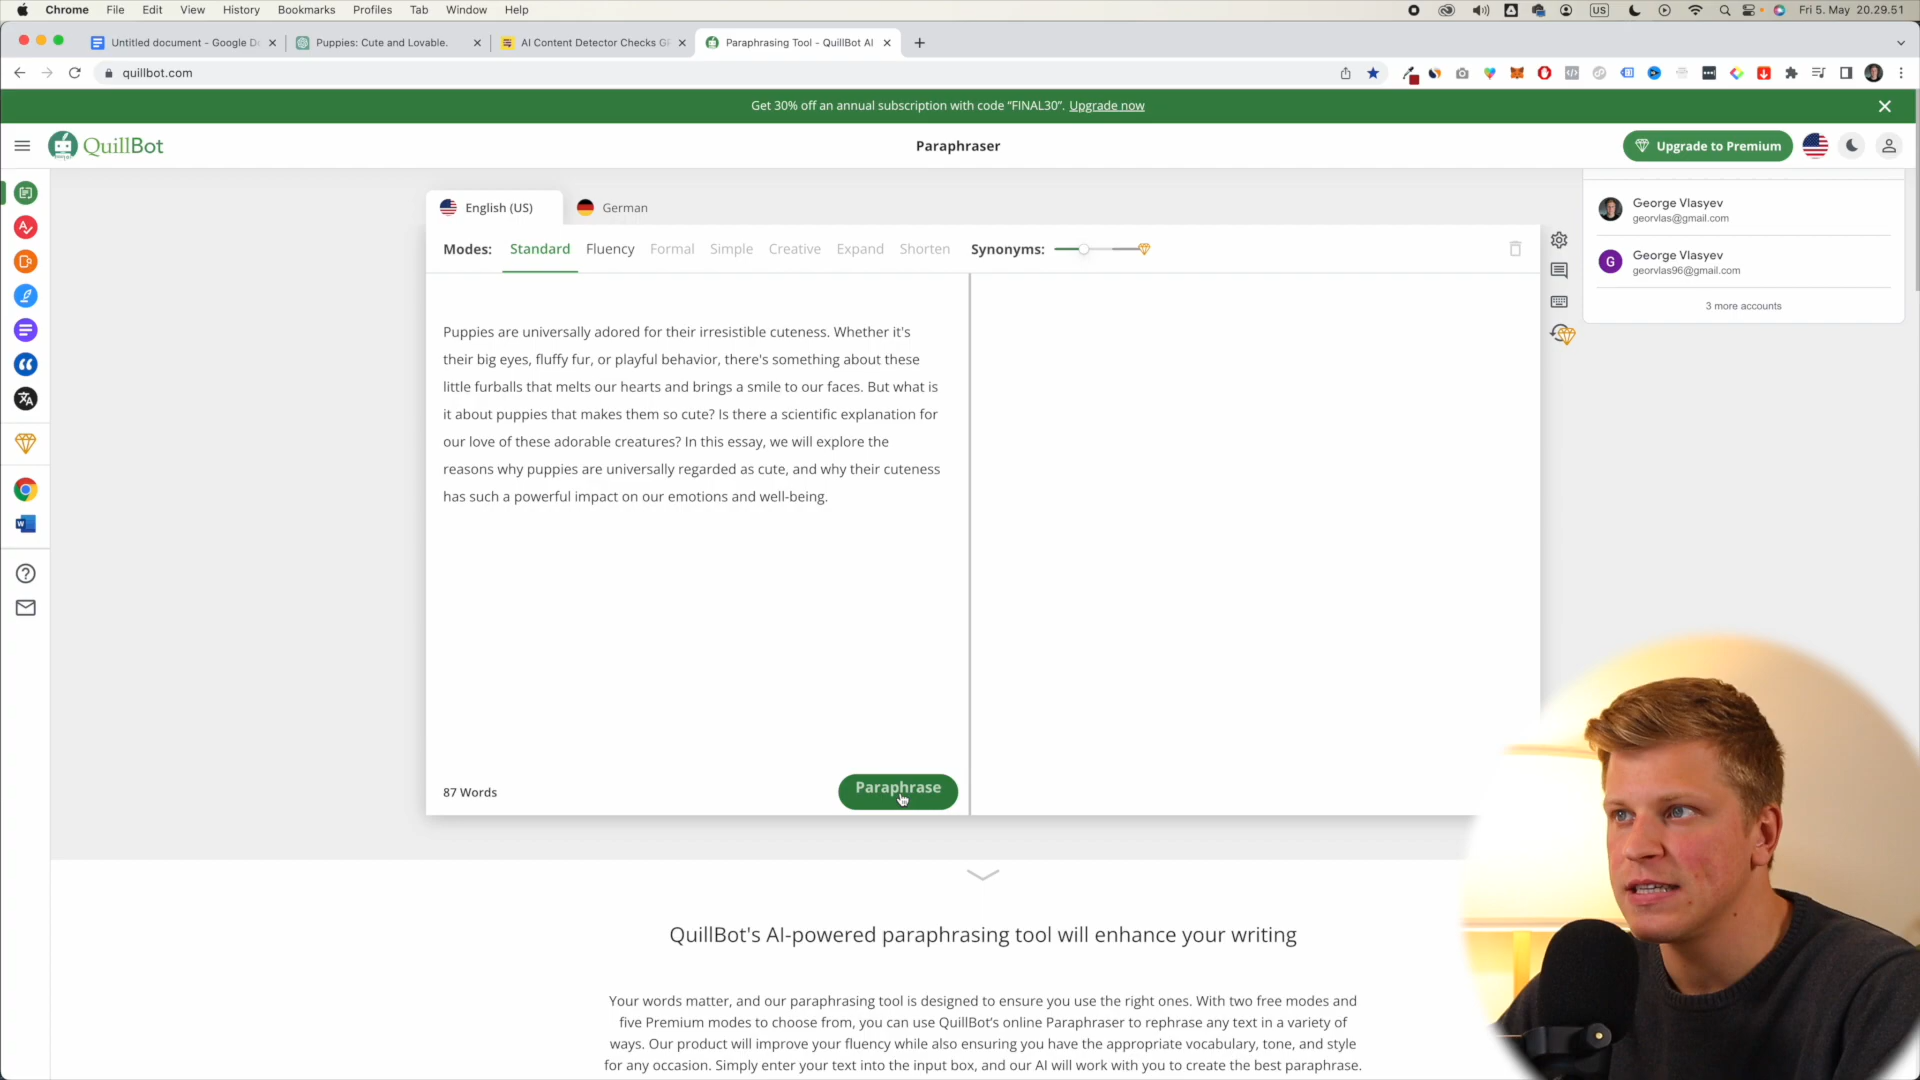 Chrome File Edit View History Bookmarks Profiles Tab Window Help US Fri 5. May 20.29.51
Untitled document - Google D Puppies: Cute and Lovable. AI Content Detector Checks GP Paraphrasing Tool - QuillBot AI
quillbot.com
Get 30% off an annual subscription with code “FINAL30”. Upgrade now
QuillBot
Paraphraser
Upgrade to Premium
English (US) German
George Vlasyev
georvlas@gmail.com
G George Vlasyev
georvlas96@gmail.com
3 more accounts
Modes: Standard Fluency Formal Simple Creative Expand Shorten Synonyms:
Puppies are universally adored for their irresistible cuteness. Whether it's
their big eyes, fluffy fur, or playful behavior, there's something about these
little furballs that melts our hearts and brings a smile to our faces. But what is
it about puppies that makes them so cute? Is there a scientific explanation for
our love of these adorable creatures? In this essay, we will explore the
reasons why puppies are universally regarded as cute, and why their cuteness
has such a powerful impact on our emotions and well-being.
87 Words
Paraphrase
QuillBot's AI-powered paraphrasing tool will enhance your writing
Your words matter, and our paraphrasing tool is designed to ensure you use the right ones. With two free modes and
five Premium modes to choose from, you can use QuillBot’s online Paraphraser to rephrase any text in a variety of
ways. Our product will improve your fluency while also ensuring you have the appropriate vocabulary, tone, and style
for any occasion. Simply enter your text into the input box, and our AI will work with you to create the best paraphrase.